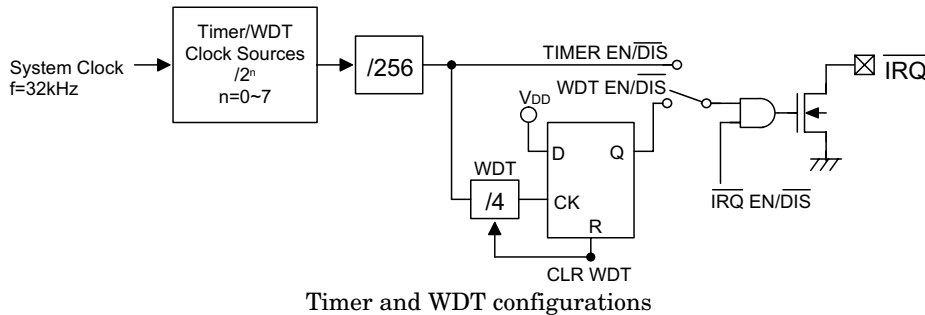 Timer/WDT
Clock Sources
/2ⁿ
n=0~7
System Clock
f=32kHz
/256
TIMER EN/DIS
WDT EN/DIS
IRQ
VDD
D
Q
CK
R
WDT
/4
IRQ EN/DIS
CLR WDT
Timer and WDT configurations